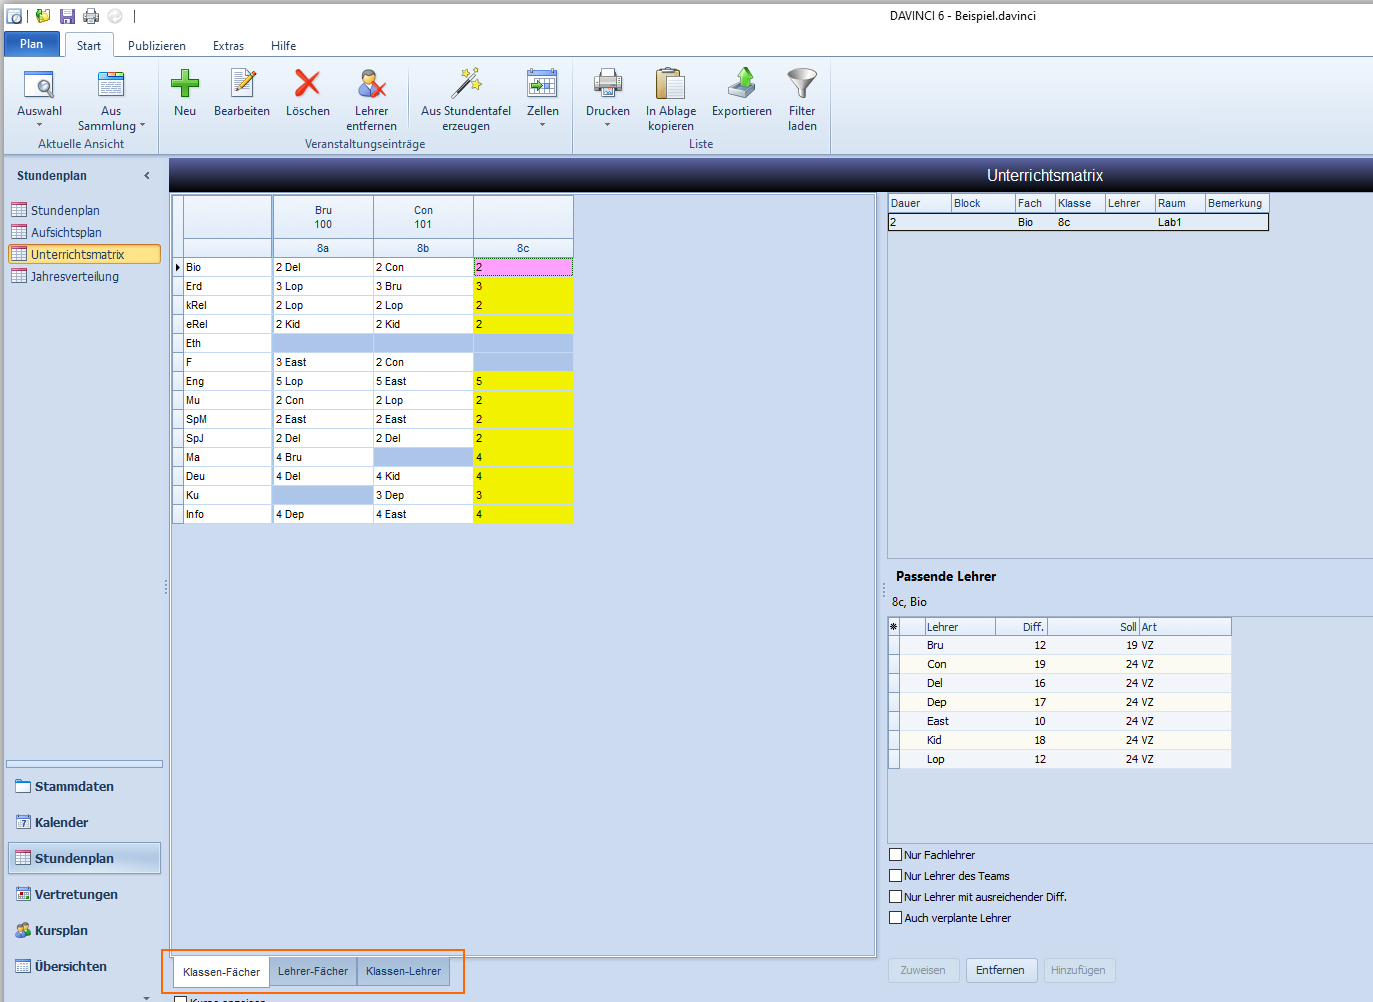 DAVINCI 6 - Beispiel.davinci
Plan Start Publizieren Extras Hilfe
Auswahl Aus Sammlung Neu Bearbeiten Löschen Lehrer entfernen Aus Stundentafel erzeugen Zellen Drucken In Ablage kopieren Exportieren Filter laden
Aktuelle Ansicht Veranstaltungseinträge Liste
Stundenplan
Stundenplan
Aufsichtsplan
Unterrichtsmatrix
Jahresverteilung
Stammdaten
Kalender
Stundenplan
Vertretungen
Kursplan
Übersichten
Unterrichtsmatrix
Bru Con
100 101
8a 8b 8c
Bio 2 Del 2 Con 2
Erd 3 Lop 3 Bru 3
kRel 2 Lop 2 Lop 2
eRel 2 Kid 2 Kid 2
Eth
F 3 East 2 Con
Eng 5 Lop 5 East 5
Mu 2 Con 2 Lop 2
SpM 2 East 2 East 2
SpJ 2 Del 2 Del 2
Ma 4 Bru 4
Deu 4 Del 4 Kid 4
Ku 3 Dep 3
Info 4 Dep 4 East 4
Klassen-Fächer Lehrer-Fächer Klassen-Lehrer
Kurse anzeigen
Dauer Block Fach Klasse Lehrer Raum Bemerkung
2 Bio 8c Lab1
Passende Lehrer
8c, Bio
Lehrer Diff. Soll Art
Bru 12 19 VZ
Con 19 24 VZ
Del 16 24 VZ
Dep 17 24 VZ
East 10 24 VZ
Kid 18 24 VZ
Lop 12 24 VZ
Nur Fachlehrer
Nur Lehrer des Teams
Nur Lehrer mit ausreichender Diff.
Auch verplante Lehrer
Zuweisen Entfernen Hinzufügen